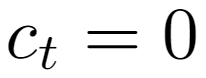 c_t = 0